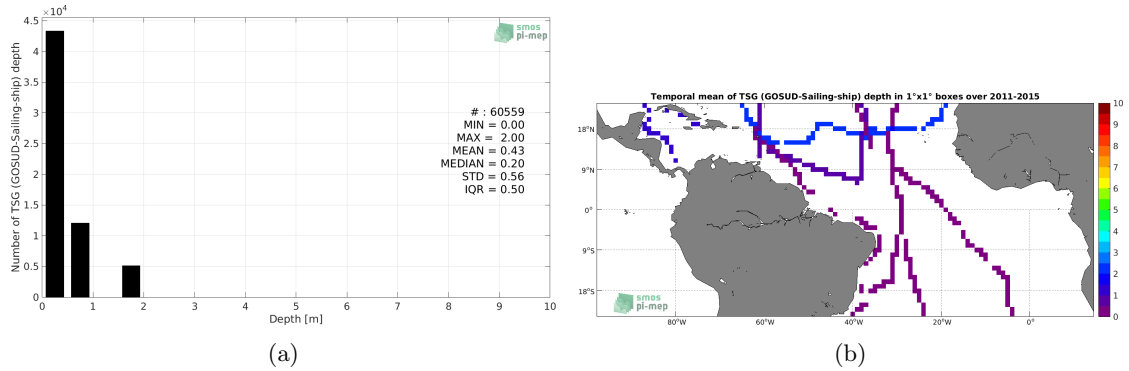 ×10⁴
4.5
4
3.5
3
2.5
2
1.5
1
0.5
0
Number of TSG (GOSUD-Sailing-ship) depth
smos
pi-mep
# : 60559
MIN = 0.00
MAX = 2.00
MEAN = 0.43
MEDIAN = 0.20
STD = 0.56
IQR = 0.50
0 1 2 3 4 5 6 7 8 9 10
Depth [m]
(a)
Temporal mean of TSG (GOSUD-Sailing-ship) depth in 1°x1° boxes over 2011-2015
18°N
9°N
0°
9°S
18°S
smos
pi-mep
80°W 60°W 40°W 20°W 0°
10
9
8
7
6
5
4
3
2
1
0
(b)